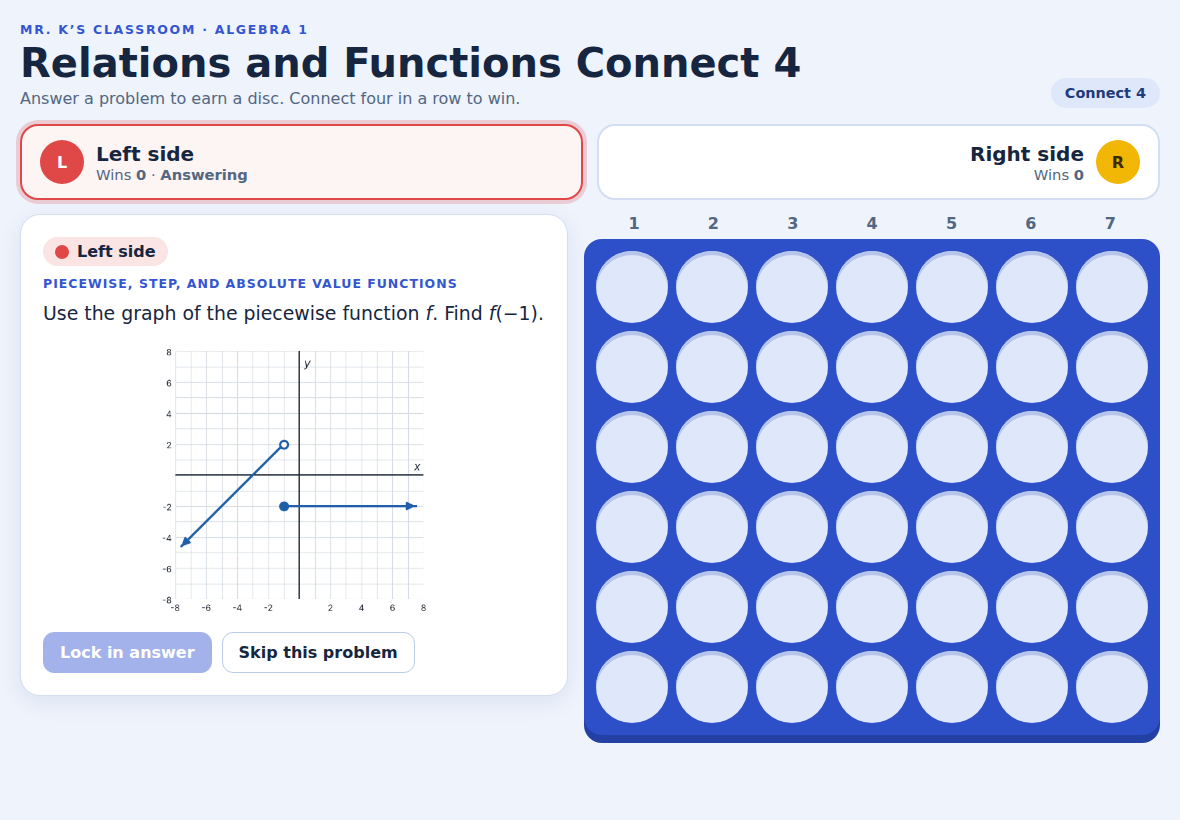 MR. K’S CLASSROOM · ALGEBRA 1
Relations and Functions Connect 4
Answer a problem to earn a disc. Connect four in a row to win.
Connect 4
L
Left side
Wins 0 · Answering
Right side
Wins 0
R
Left side
PIECEWISE, STEP, AND ABSOLUTE VALUE FUNCTIONS
Use the graph of the piecewise function f. Find f(−1).
8
6
4
2
-2
-4
-6
-8
y
x
-8 -6 -4 -2 2 4 6 8
Lock in answer
Skip this problem
1 2 3 4 5 6 7